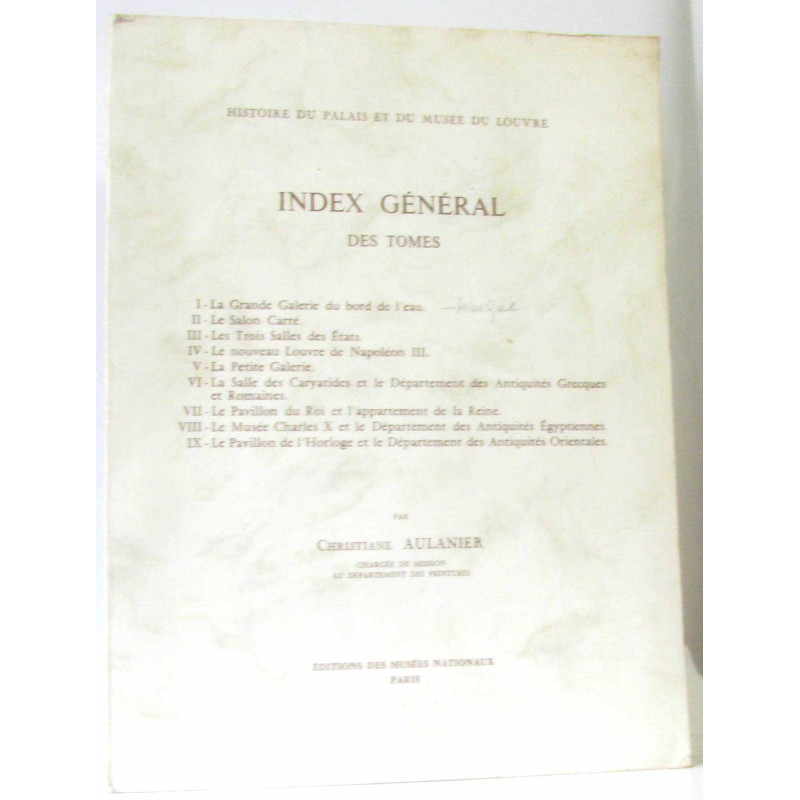 HISTOIRE DU PALAIS ET DU MUSÉE DU LOUVRE
INDEX GÉNÉRAL
DES TOMES
I - La Grande Galerie du bord de l'eau.
II - Le Salon Carré.
III - Les Trois Salles des États.
IV - Le nouveau Louvre de Napoléon III.
V - La Petite Galerie.
VI - La Salle des Caryatides et le Département des Antiquités Grecques
et Romaines.
VII - Le Pavillon du Roi et l'appartement de la Reine.
VIII - Le Musée Charles X et le Département des Antiquités Égyptiennes.
IX - Le Pavillon de l'Horloge et le Département des Antiquités Orientales.
PAR
CHRISTIANE AULANIER
CHARGÉE DE MISSION
AU DÉPARTEMENT DES PEINTURES
ÉDITIONS DES MUSÉES NATIONAUX
PARIS